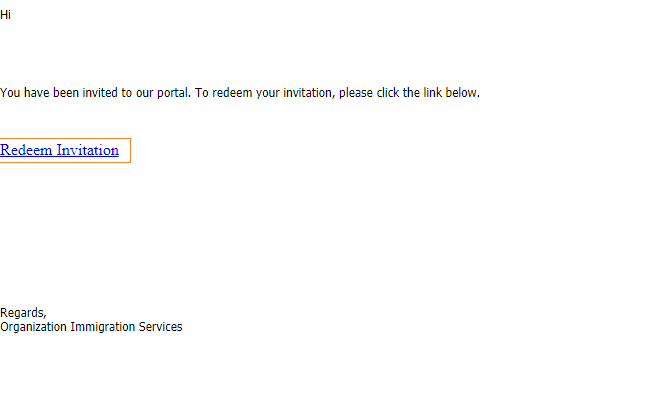 Hi
You have been invited to our portal. To redeem your invitation, please click the link below.
Redeem Invitation
Regards,
Organization Immigration Services